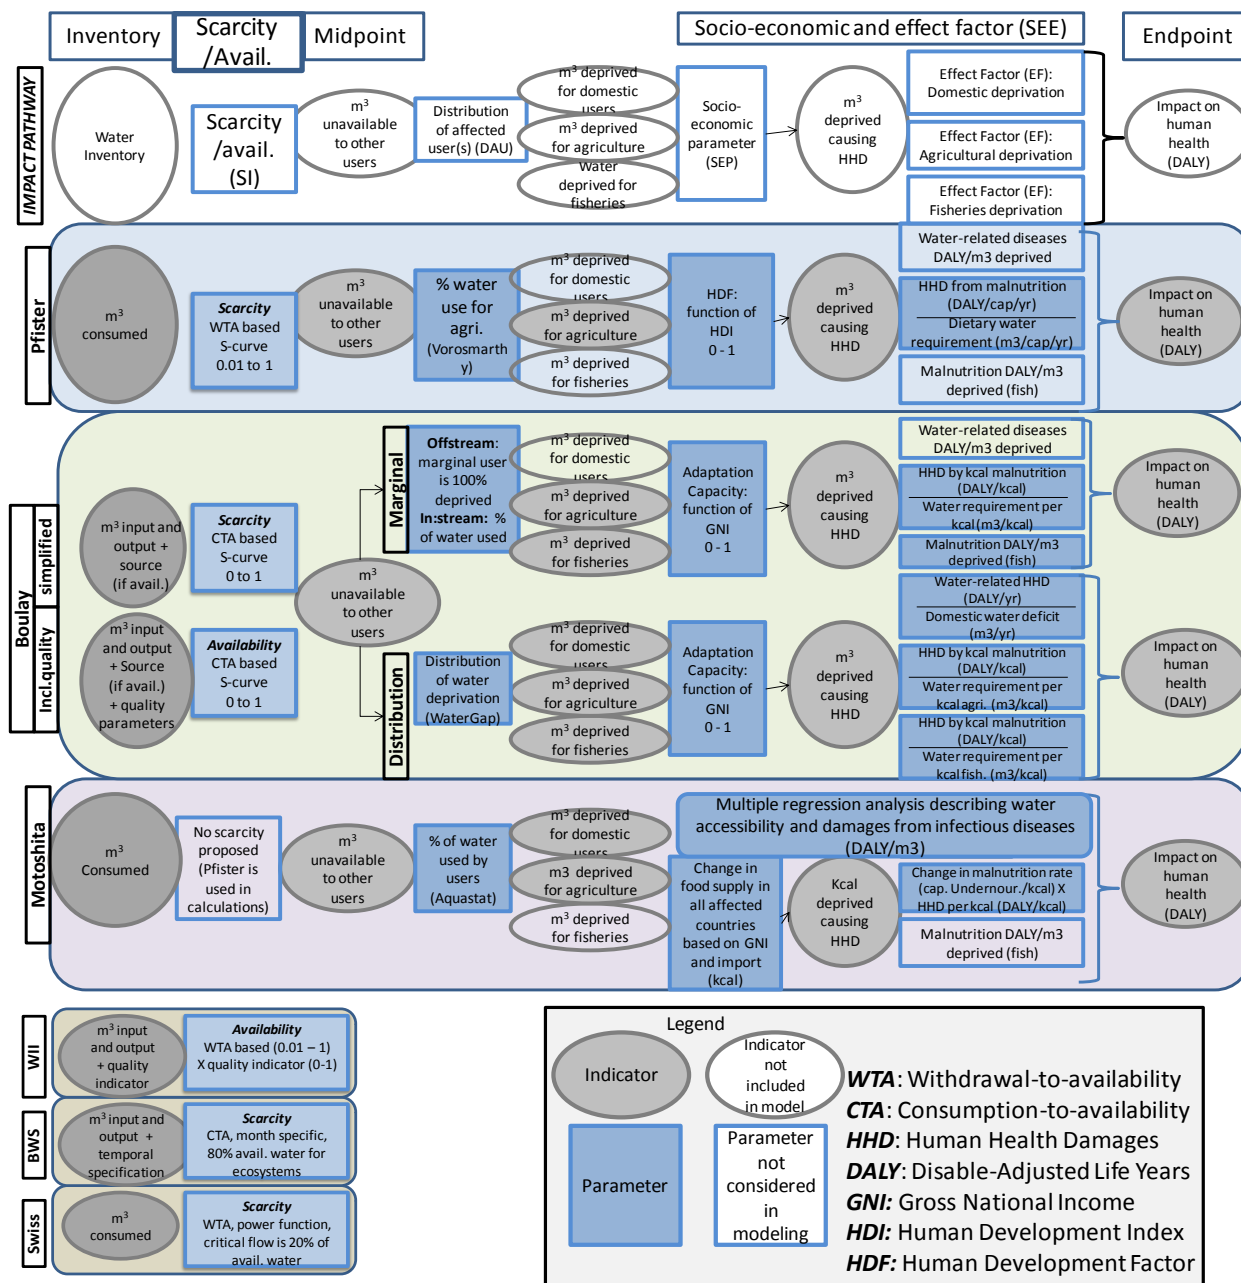 Inventory
Scarcity
/Avail.
Midpoint
Socio-economic and effect factor (SEE)
Endpoint
IMPACT PATHWAY
Water
Inventory
Scarcity
/avail.
(SI)
m³
unavailable
to other
users
Distribution
of affected
user(s) (DAU)
m³ deprived
for domestic
users
m³ deprived
for agriculture
Water
deprived for
fisheries
Socio-
economic
parameter
(SEP)
m³
deprived
causing
HHD
Effect Factor (EF):
Domestic deprivation
Effect Factor (EF):
Agricultural deprivation
Effect Factor (EF):
Fisheries deprivation
Impact on
human
health
(DALY)
Pfister
m³
consumed
Scarcity
WTA based
S-curve
0.01 to 1
m³
unavailable
to other
users
% water
use for
agri.
(Vorosmarth
y)
m³ deprived
for domestic
users
m³ deprived
for agriculture
m³ deprived
for fisheries
HDF:
function of
HDI
0 - 1
m³
deprived
causing
HHD
Water-related diseases
DALY/m3 deprived
HHD from malnutrition
(DALY/cap/yr)
Dietary water
requirement (m3/cap/yr)
Malnutrition DALY/m3
deprived (fish)
Impact on
human
health
(DALY)
Boulay
simplified
Incl.quality
m³ input and
output +
source
(if avail.)
Scarcity
CTA based
S-curve
0 to 1
m³ input
and output
+ Source
(if avail.)
+ quality
parameters
Availability
CTA based
S-curve
0 to 1
m³
unavailable
to other
users
Marginal
Offstream:
marginal user
is 100%
deprived
In:stream: %
of water used
m³ deprived
for domestic
users
m³ deprived
for agriculture
m³ deprived
for fisheries
Adaptation
Capacity:
function of
GNI
0 - 1
m³
deprived
causing
HHD
Water-related diseases
DALY/m3 deprived
HHD by kcal malnutrition
(DALY/kcal)
Water requirement per
kcal (m3/kcal)
Malnutrition DALY/m3
deprived (fish)
Impact on
human
health
(DALY)
Distribution
Distribution
of water
deprivation
(WaterGap)
m³ deprived
for domestic
users
m³ deprived
for agriculture
m³ deprived
for fisheries
Adaptation
Capacity:
function of
GNI
0 - 1
m³
deprived
causing
HHD
Water-related HHD
(DALY/yr)
Domestic water deficit
(m3/yr)
HHD by kcal malnutrition
(DALY/kcal)
Water requirement per
kcal agri. (m3/kcal)
HHD by kcal malnutrition
(DALY/kcal)
Water requirement per
kcal fish. (m3/kcal)
Impact on
human
health
(DALY)
Motoshita
m³
Consumed
No scarcity
proposed
(Pfister is
used in
calculations)
m³
unavailable
to other
users
% of water
used by
users
(Aquastat)
m³ deprived
for domestic
users
m3 deprived
for agriculture
m³ deprived
for fisheries
Multiple regression analysis describing water
accessibility and damages from infectious diseases
(DALY/m3)
Change in
food supply in
all affected
countries
based on GNI
and import
(kcal)
Kcal
deprived
causing
HHD
Change in malnutrition rate
(cap. Undernour./kcal) X
HHD per kcal (DALY/kcal)
Malnutrition DALY/m3
deprived (fish)
Impact on
human
health
(DALY)
WII
m³ input
and output
+ quality
indicator
Availability
WTA based (0.01 – 1)
X quality indicator (0-1)
BWS
m³ input and
output +
temporal
specification
Scarcity
CTA, month specific,
80% avail. water for
ecosystems
Swiss
m³
consumed
Scarcity
WTA, power function,
critical flow is 20% of
avail. water
Legend
Indicator
Indicator
not
included
in model
Parameter
Parameter
not
considered
in
modeling
WTA: Withdrawal-to-availability
CTA: Consumption-to-availability
HHD: Human Health Damages
DALY: Disable-Adjusted Life Years
GNI: Gross National Income
HDI: Human Development Index
HDF: Human Development Factor